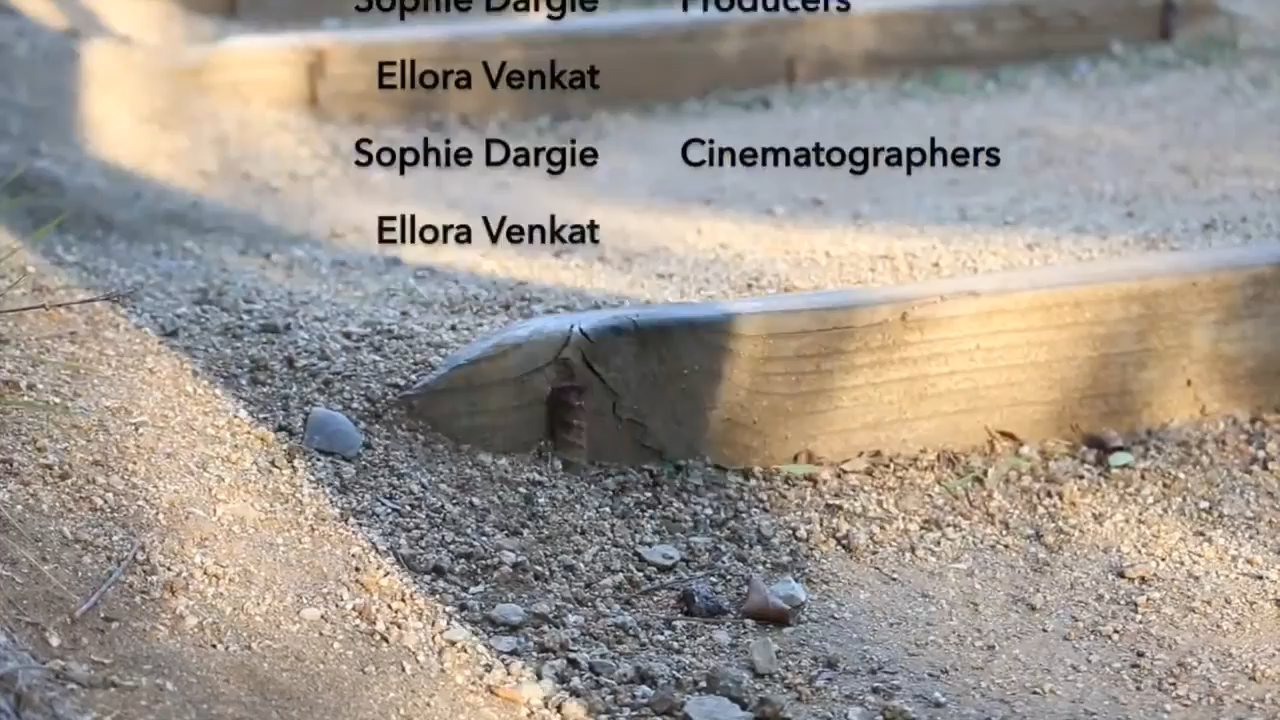 Sophie Dargie Producers
Ellora Venkat
Sophie Dargie Cinematographers
Ellora Venkat